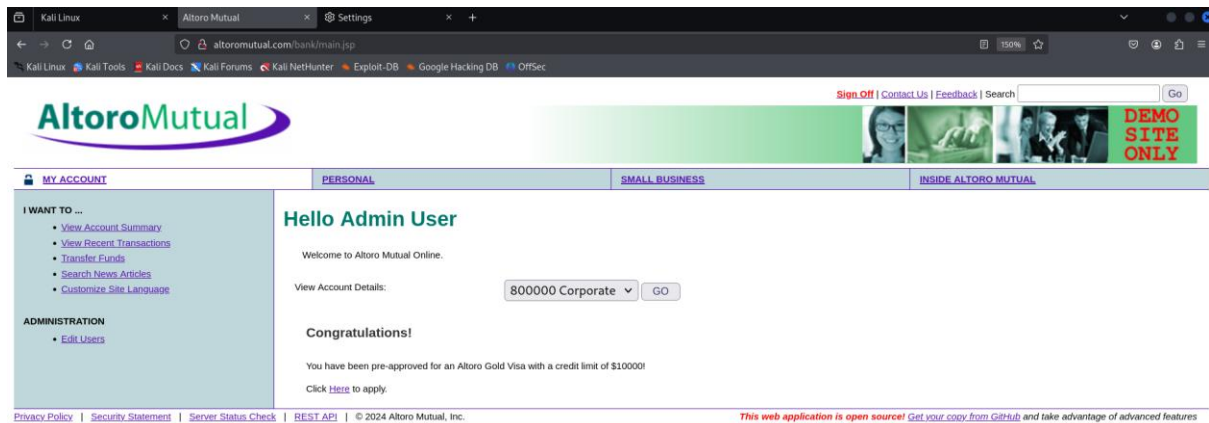 Kali Linux × Altoro Mutual × Settings × +
altoromutual.com/bank/main.jsp 150%
Kali Linux Kali Tools Kali Docs Kali Forums Kali NetHunter Exploit-DB Google Hacking DB OffSec
Sign Off | Contact Us | Feedback | Search Go
AltoroMutual
DEMO
SITE
ONLY
MY ACCOUNT PERSONAL SMALL BUSINESS INSIDE ALTORO MUTUAL
I WANT TO ...
• View Account Summary
• View Recent Transactions
• Transfer Funds
• Search News Articles
• Customize Site Language
ADMINISTRATION
• Edit Users
Hello Admin User
Welcome to Altoro Mutual Online.
View Account Details: 800000 Corporate GO
Congratulations!
You have been pre-approved for an Altoro Gold Visa with a credit limit of $10000!
Click Here to apply.
Privacy Policy | Security Statement | Server Status Check | REST API | © 2024 Altoro Mutual, Inc. This web application is open source! Get your copy from GitHub and take advantage of advanced features